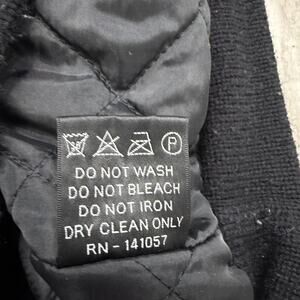 P
DO NOT WASH
DO NOT BLEACH
DO NOT IRON
DRY CLEAN ONLY
RN - 141057